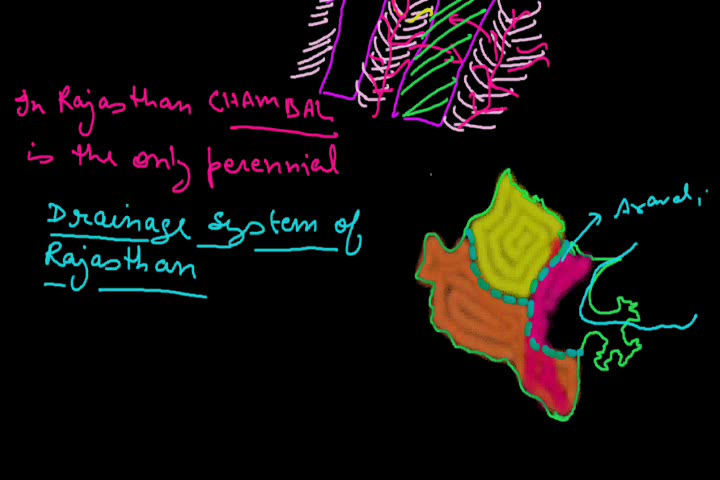 In Rajasthan CHAMBAL
is the only perennial
Drainage system of
Rajasthan
Aravali